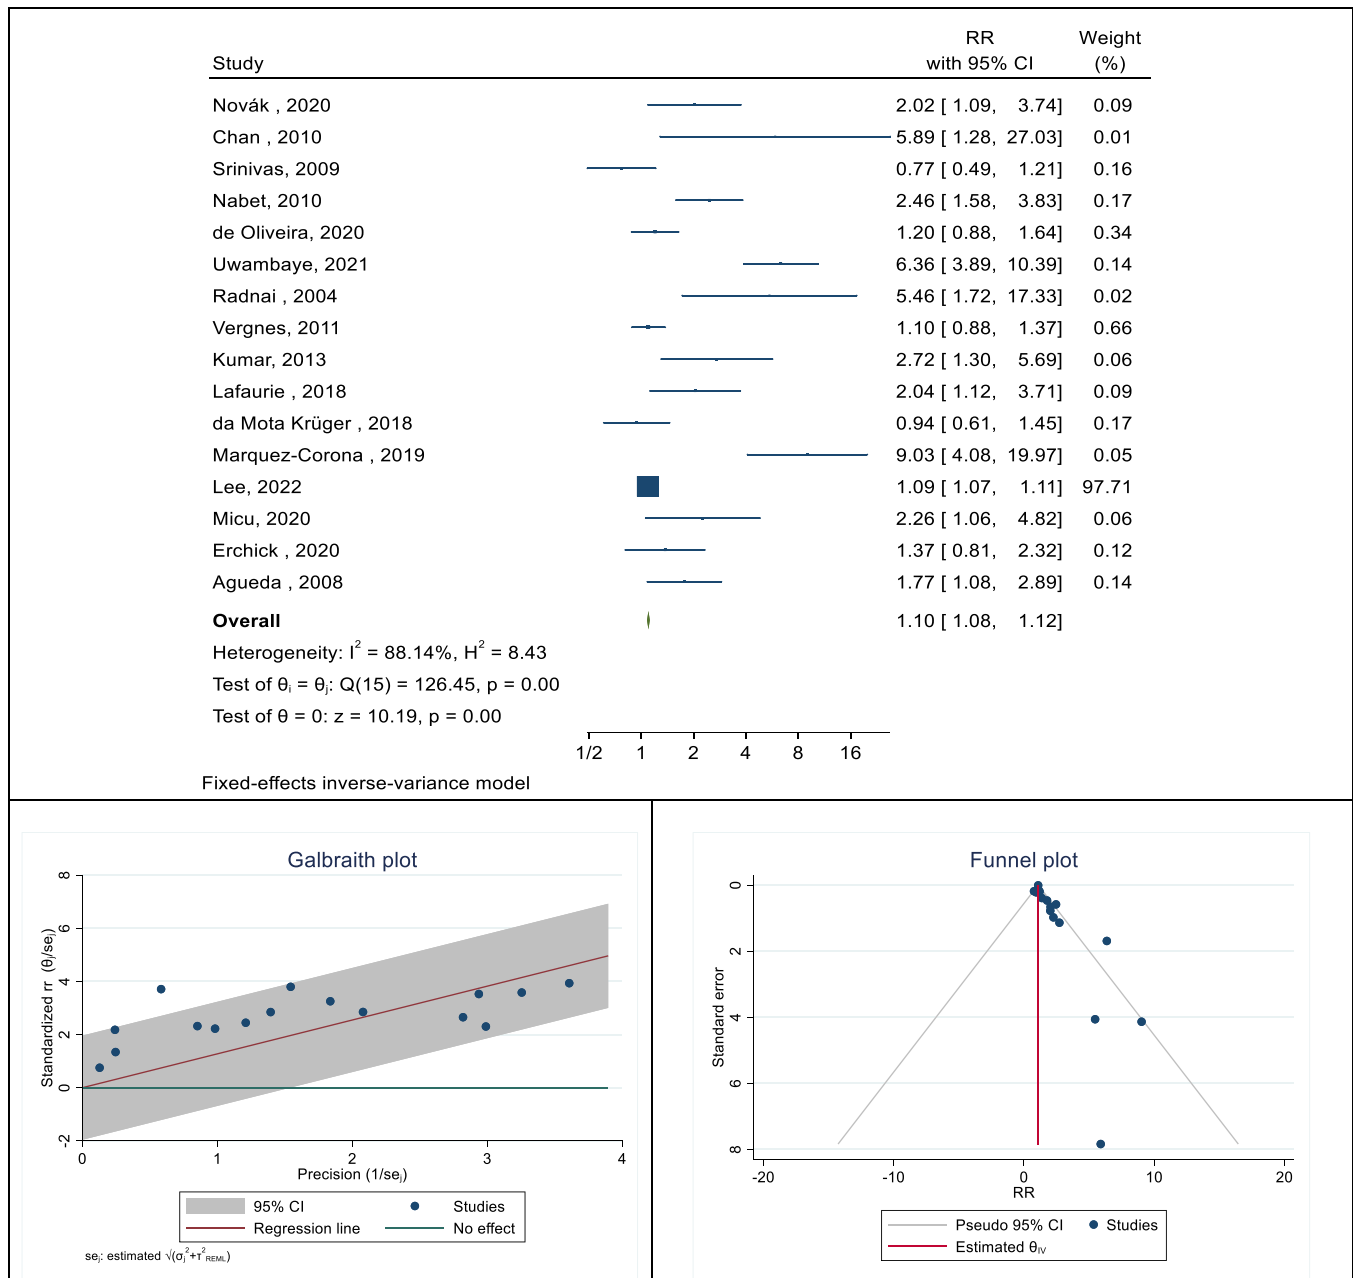 RR Weight
Study with 95% CI (%)
Novák , 2020 2.02 [ 1.09, 3.74] 0.09
Chan , 2010 5.89 [ 1.28, 27.03] 0.01
Srinivas, 2009 0.77 [ 0.49, 1.21] 0.16
Nabet, 2010 2.46 [ 1.58, 3.83] 0.17
de Oliveira, 2020 1.20 [ 0.88, 1.64] 0.34
Uwambaye, 2021 6.36 [ 3.89, 10.39] 0.14
Radnai , 2004 5.46 [ 1.72, 17.33] 0.02
Vergnes, 2011 1.10 [ 0.88, 1.37] 0.66
Kumar, 2013 2.72 [ 1.30, 5.69] 0.06
Lafaurie , 2018 2.04 [ 1.12, 3.71] 0.09
da Mota Krüger , 2018 0.94 [ 0.61, 1.45] 0.17
Marquez-Corona , 2019 9.03 [ 4.08, 19.97] 0.05
Lee, 2022 1.09 [ 1.07, 1.11] 97.71
Micu, 2020 2.26 [ 1.06, 4.82] 0.06
Erchick , 2020 1.37 [ 0.81, 2.32] 0.12
Agueda , 2008 1.77 [ 1.08, 2.89] 0.14
Overall 1.10 [ 1.08, 1.12]
Heterogeneity: I² = 88.14%, H² = 8.43
Test of θᵢ = θⱼ: Q(15) = 126.45, p = 0.00
Test of θ = 0: z = 10.19, p = 0.00
1/2 1 2 4 8 16
Fixed-effects inverse-variance model
Galbraith plot
Standardized rr (θⱼ/seⱼ)
8
6
4
2
0
-2
0 1 2 3 4
Precision (1/seⱼ)
95% CI Studies
Regression line No effect
seⱼ: estimated √(σⱼ²+τ²REML)
Funnel plot
Standard error
0
2
4
6
8
-20 -10 0 10 20
RR
Pseudo 95% CI Studies
Estimated θIV